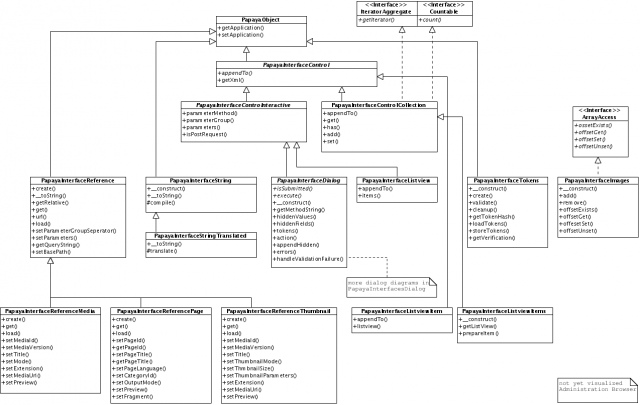 PapayaObject
+getApplication()
+setApplication()
<<Interface>>
IteratorAggregate
+getIterator()
<<Interface>>
Countable
+count()
PapayaInterfaceControl
+appendTo()
+getXml()
PapayaInterfaceControInteractive
+parameterMethod()
+parameterGroup()
+parameters()
+isPostRequest()
PapayaInterfaceControlCollection
+appendTo()
+get()
+has()
+add()
+set()
<<Interface>>
ArrayAccess
+ossetExists()
+offsetGet()
+offsetSet()
+offsetUnset()
PapayaInterfaceReference
+create()
+__toString()
+getRelative()
+get()
+url()
+load()
+setParameterGroupSeperator()
+setParameters()
+getQueryString()
+setBasePath()
PapayaInterfaceString
+__construct()
+__toString()
#compile()
PapayaInterfaceStringTranslated
+__toString()
#translate()
PapayaInterfaceDialog
+isSubmitted()
+execute()
+__construct()
+getMethodString()
+hiddenValues()
+hiddenFields()
+tokens()
+action()
+appendHidden()
+errors()
+handleValidationFailure()
PapayaInterfaceListview
+appendTo()
+items()
PapayaInterfaceTokens
+__construct()
+create()
+validate()
+cleanup()
+getTokenHash()
+loadTokens()
+storeTokens()
+getVerification()
PapayaInterfaceImages
+__construct()
+add()
+remove()
+offsetExists()
+offsetGet()
+offsetSet()
+offsetUnset()
more dialog diagrams in
PapayaInterfacesDialog
PapayaInterfaceReferenceMedia
+create()
+get()
+load()
+setMediaId()
+setMediaVersion()
+setTitle()
+setMode()
+setExtension()
+setMediaUri()
+setPreview()
PapayaInterfaceReferencePage
+create()
+get()
+load()
+setPageId()
+getPageId()
+setPageTitle()
+getPageTitle()
+setPageLanguage()
+setCategoryId()
+setOutputMode()
+setPreview()
+setFragment()
PapayaInterfaceReferenceThumbnail
+create()
+get()
+load()
+setMediaId()
+setMediaVersion()
+setTitle()
+setThumbnailMode()
+setThumbnailSize()
+setThumbnailParameters()
+setExtension()
+setMediaUri()
+setPreview()
PapayaInterfaceListviewItem
+appendTo()
+listview()
PapayaInterfaceListviewItems
+__construct()
+getListView()
+prepareItem()
not yet visualized
Administration Browser